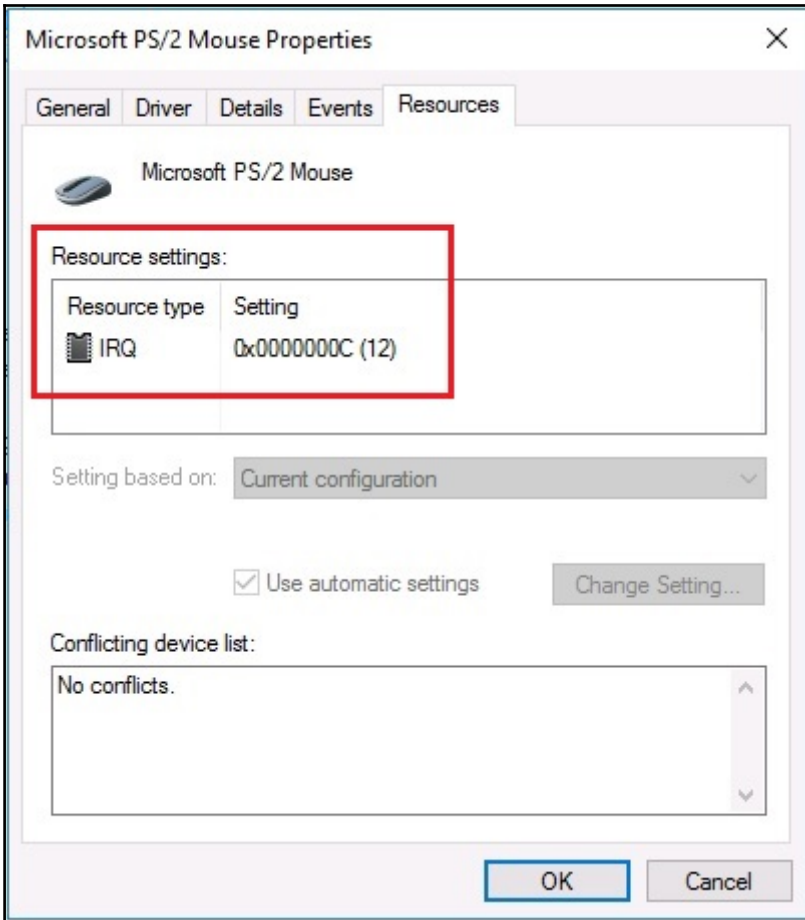 Microsoft PS/2 Mouse Properties
General Driver Details Events Resources
Microsoft PS/2 Mouse
Resource settings:
Resource type Setting
IRQ 0x0000000C (12)
Setting based on: Current configuration
Use automatic settings Change Setting...
Conflicting device list:
No conflicts.
OK Cancel